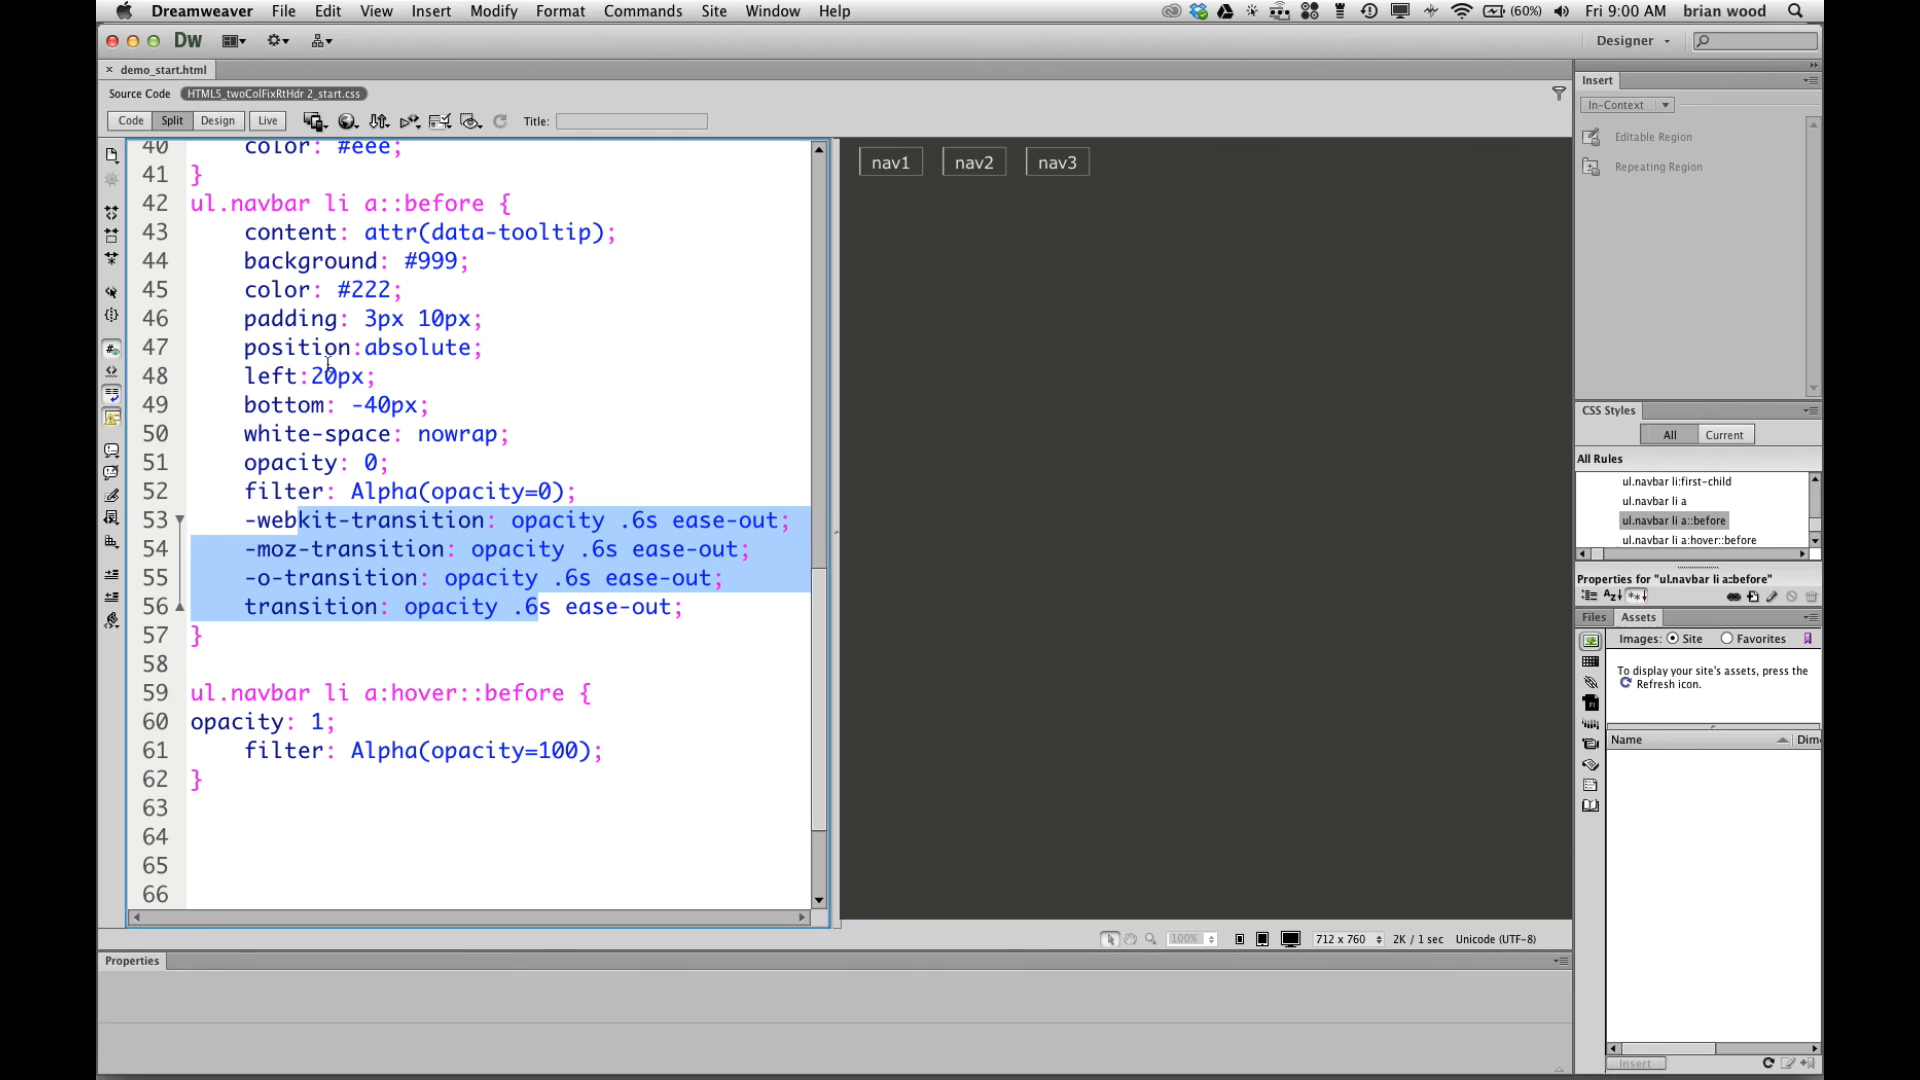 Dreamweaver File Edit View Insert Modify Format Commands Site Window Help (60%) Fri 9:00 AM brian wood
Dw Designer
× demo_start.html
Source Code HTML5_twoColFixRtHdr 2_start.css
Code Split Design Live Title:
40 color: #eee;
41 }
42 ul.navbar li a::before {
43 content: attr(data-tooltip);
44 background: #999;
45 color: #222;
46 padding: 3px 10px;
47 position:absolute;
48 left:20px;
49 bottom: -40px;
50 white-space: nowrap;
51 opacity: 0;
52 filter: Alpha(opacity=0);
53 -webkit-transition: opacity .6s ease-out;
54 -moz-transition: opacity .6s ease-out;
55 -o-transition: opacity .6s ease-out;
56 transition: opacity .6s ease-out;
57 }
58
59 ul.navbar li a:hover::before {
60 opacity: 1;
61 filter: Alpha(opacity=100);
62 }
63
64
65
66
nav1 nav2 nav3
100% 712 x 760 2K / 1 sec Unicode (UTF-8)
Properties
Insert
In-Context
Editable Region
Repeating Region
CSS Styles
All Current
All Rules
ul.navbar li:first-child
ul.navbar li a
ul.navbar li a::before
ul.navbar li a:hover::before
Properties for "ul.navbar li a::before"
Files Assets
Images: Site Favorites
To display your site's assets, press the
Refresh icon.
Name Dime
Insert